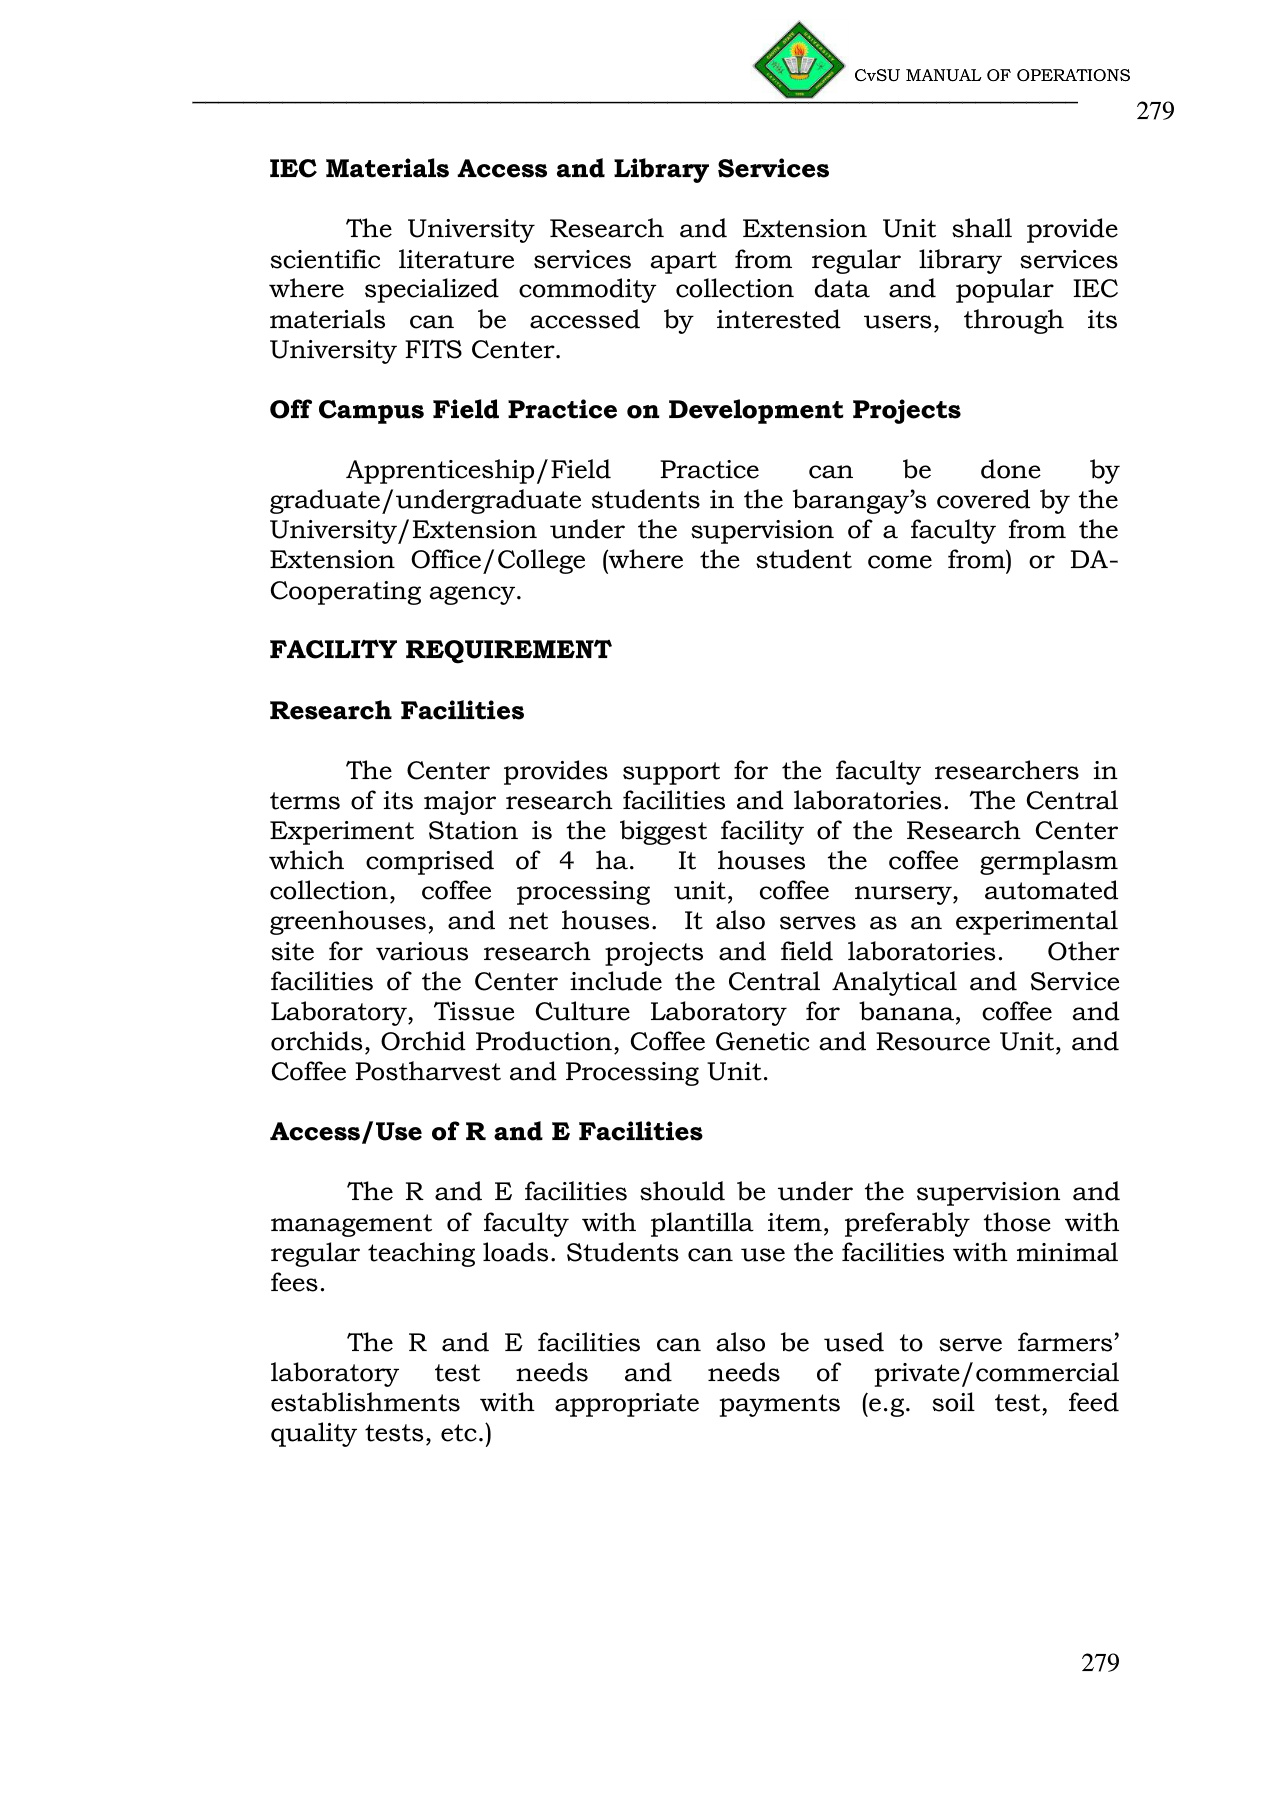 CvSU MANUAL OF OPERATIONS
279
IEC Materials Access and Library Services
The University Research and Extension Unit shall provide
scientific literature services apart from regular library services
where specialized commodity collection data and popular IEC
materials can be accessed by interested users, through its
University FITS Center.
Off Campus Field Practice on Development Projects
Apprenticeship/Field Practice can be done by
graduate/undergraduate students in the barangay’s covered by the
University/Extension under the supervision of a faculty from the
Extension Office/College (where the student come from) or DA-
Cooperating agency.
FACILITY REQUIREMENT
Research Facilities
The Center provides support for the faculty researchers in
terms of its major research facilities and laboratories. The Central
Experiment Station is the biggest facility of the Research Center
which comprised of 4 ha. It houses the coffee germplasm
collection, coffee processing unit, coffee nursery, automated
greenhouses, and net houses. It also serves as an experimental
site for various research projects and field laboratories. Other
facilities of the Center include the Central Analytical and Service
Laboratory, Tissue Culture Laboratory for banana, coffee and
orchids, Orchid Production, Coffee Genetic and Resource Unit, and
Coffee Postharvest and Processing Unit.
Access/Use of R and E Facilities
The R and E facilities should be under the supervision and
management of faculty with plantilla item, preferably those with
regular teaching loads. Students can use the facilities with minimal
fees.
The R and E facilities can also be used to serve farmers’
laboratory test needs and needs of private/commercial
establishments with appropriate payments (e.g. soil test, feed
quality tests, etc.)
279